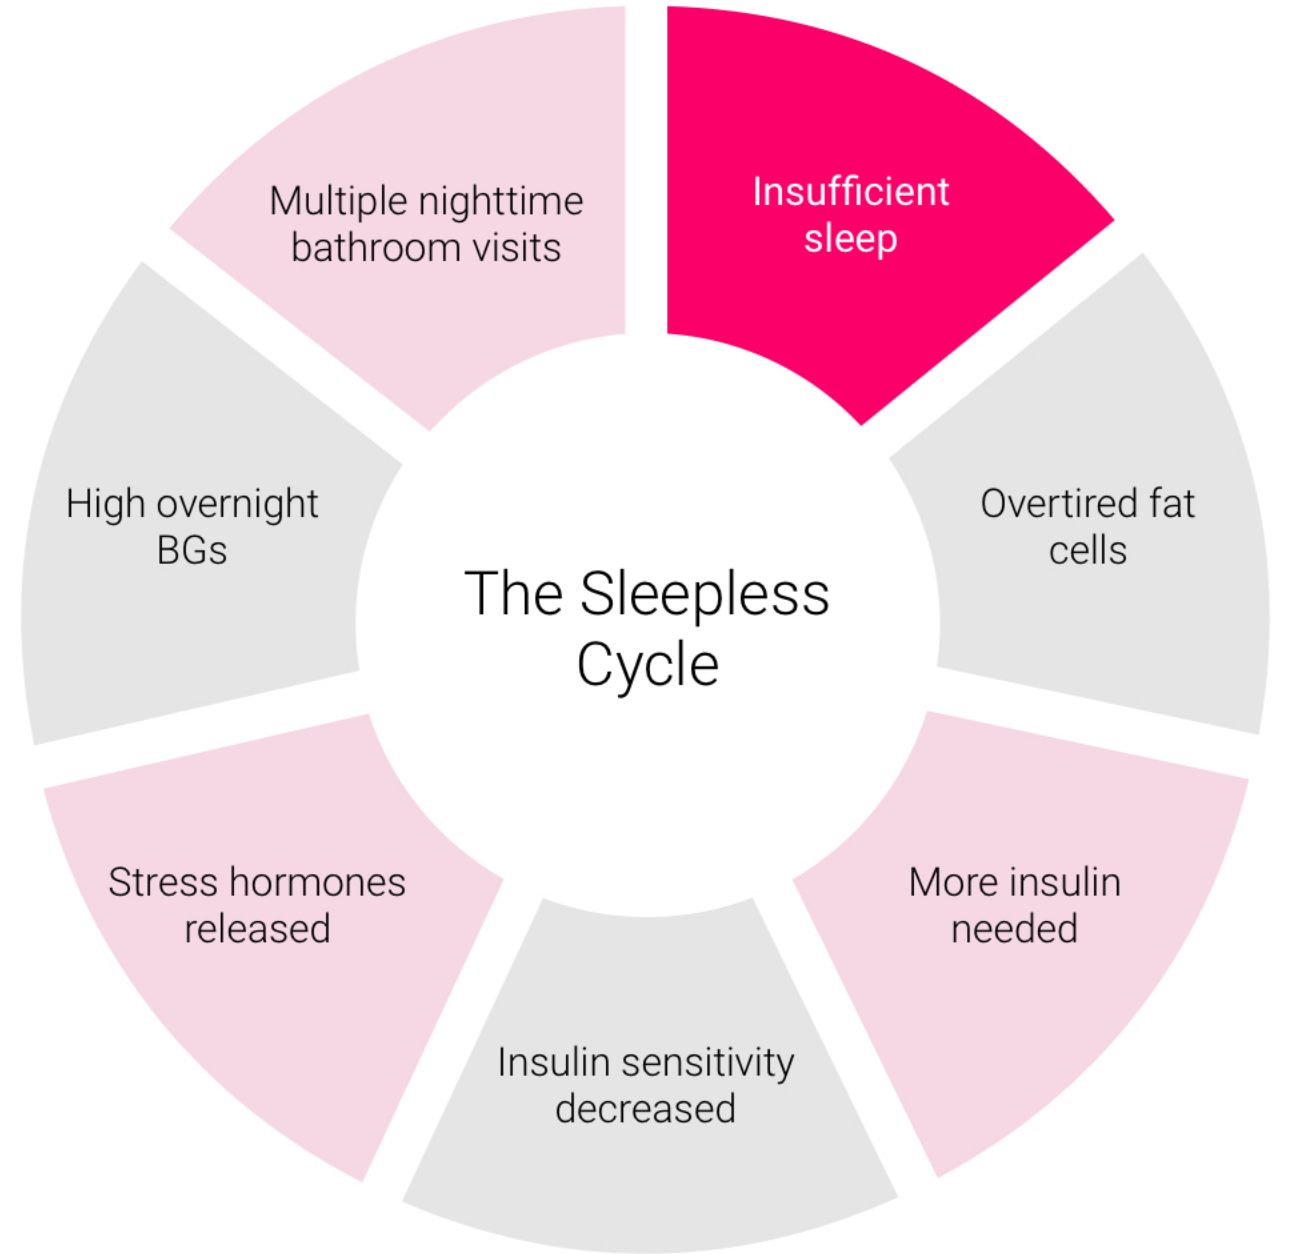 Insufficient
sleep
Overtired fat
cells
More insulin
needed
Insulin sensitivity
decreased
Stress hormones
released
High overnight
BGs
Multiple nighttime
bathroom visits
The Sleepless
Cycle